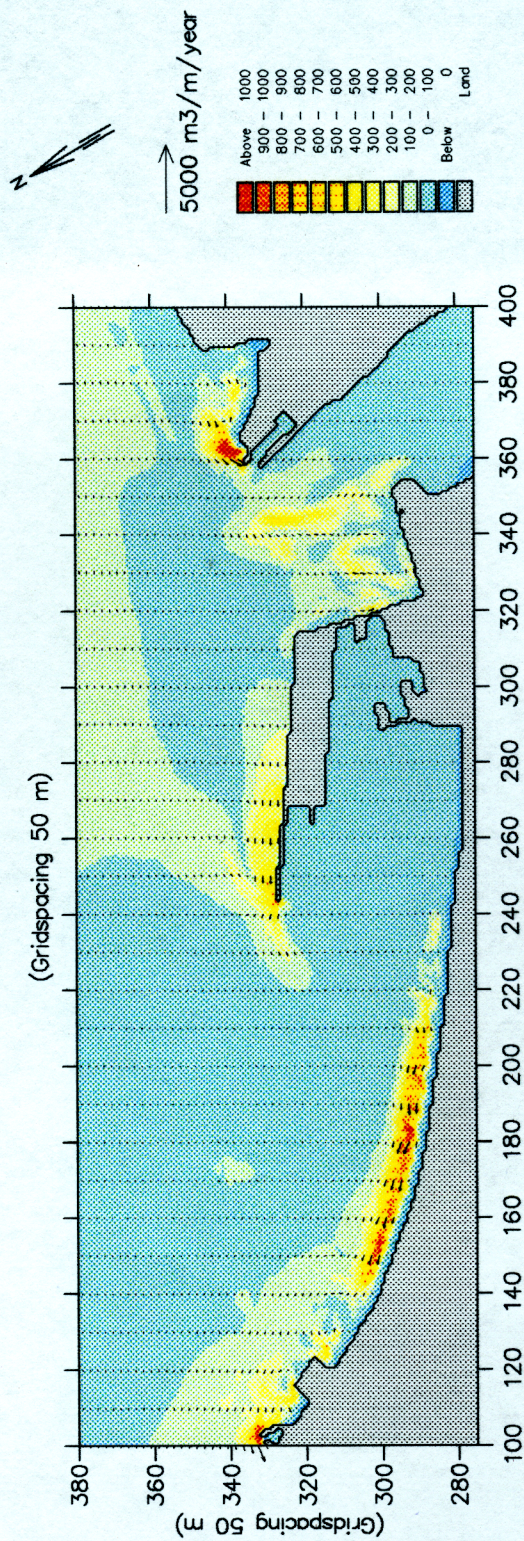 N
5000 m3/m/year
Above 1000
900 - 1000
800 - 900
700 - 800
600 - 700
500 - 600
400 - 500
300 - 400
200 - 300
100 - 200
0 - 100
Below 0
Land
(Gridspacing 50 m)
380
360
340
320
300
280
(Gridspacing 50 m)
100 120 140 160 180 200 220 240 260 280 300 320 340 360 380 400